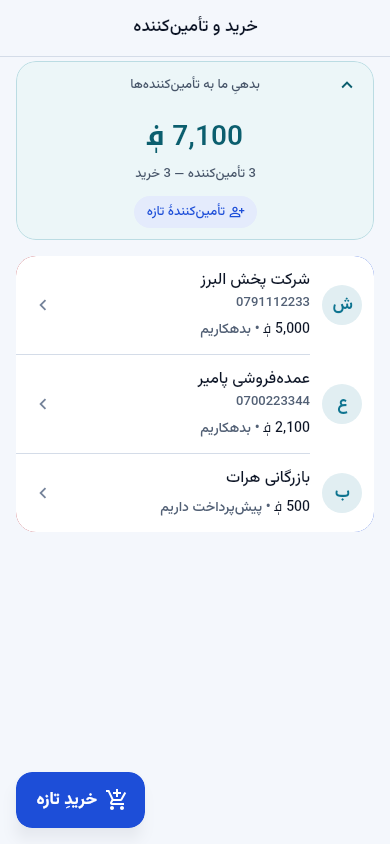 خرید و تأمین‌کننده
بدهیِ ما به تأمین‌کننده‌ها
7,100 ؋
3 تأمین‌کننده — 3 خرید
تأمین‌کنندهٔ تازه
ش
شرکت پخش البرز
0791112233
5,000 ؋ • بدهکاریم
ع
عمده‌فروشی پامیر
0700223344
2,100 ؋ • بدهکاریم
ب
بازرگانی هرات
500 ؋ • پیش‌پرداخت داریم
خریدِ تازه